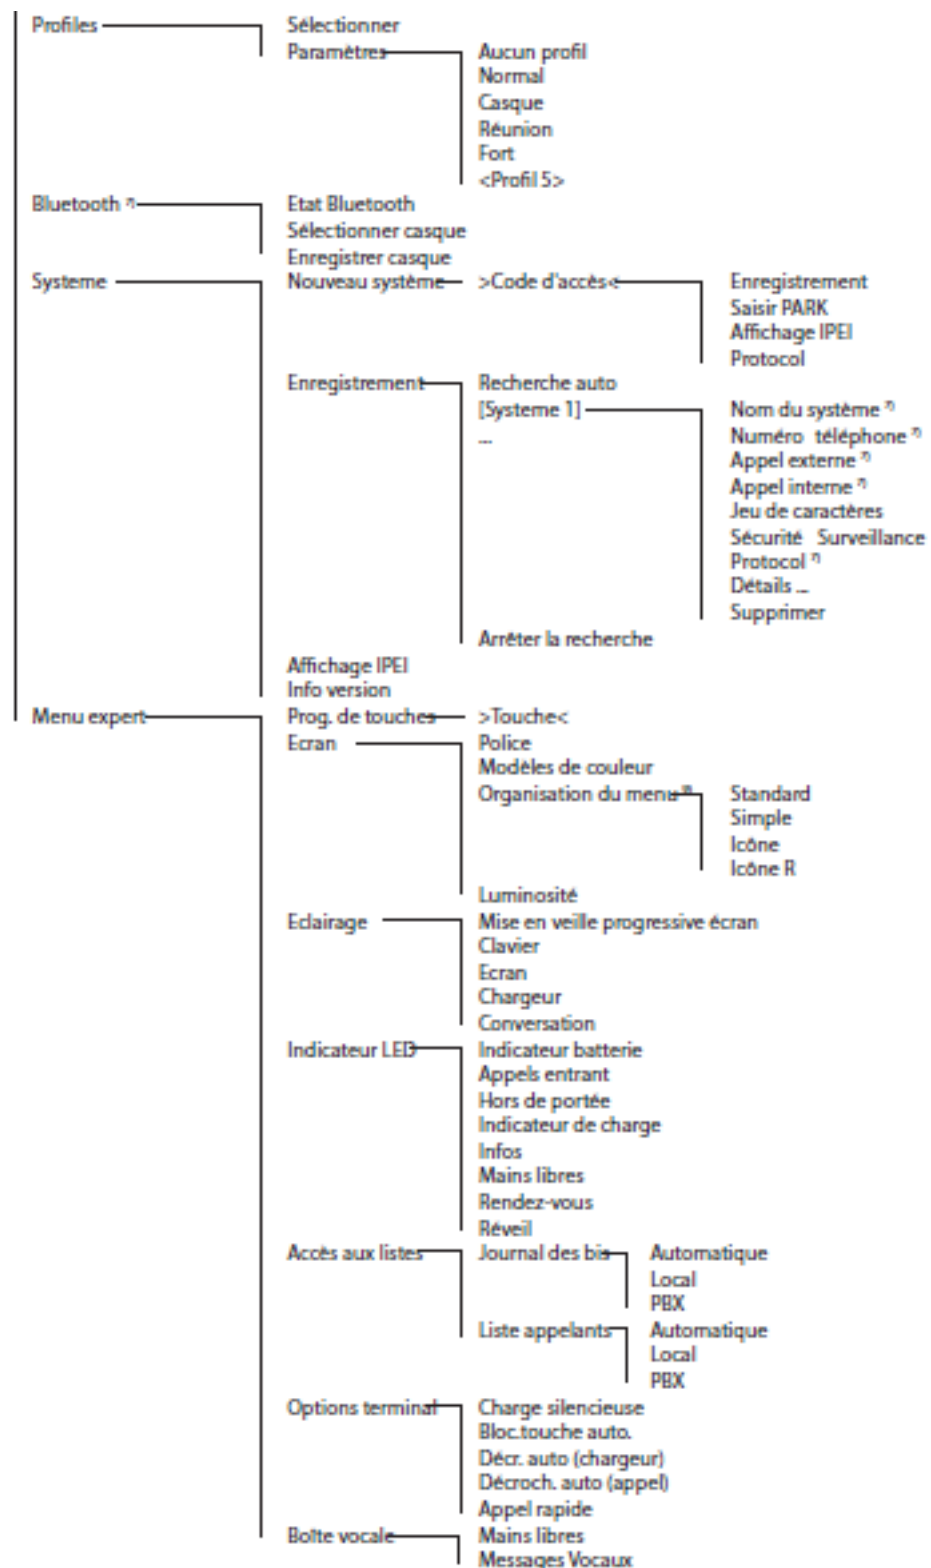 Profiles Sélectionner
Paramètres Aucun profil
Normal
Casque
Réunion
Fort
<Profil 5>
Bluetooth ⁷⁾ Etat Bluetooth
Sélectionner casque
Enregistrer casque
Systeme Nouveau système >Code d'accès< Enregistrement
Saisir PARK
Affichage IPEI
Protocol
Enregistrement Recherche auto
[Systeme 1] Nom du système ⁷⁾
... Numéro téléphone ⁷⁾
Appel externe ⁷⁾
Appel interne ⁷⁾
Jeu de caractères
Sécurité Surveillance
Protocol ⁷⁾
Détails ...
Supprimer
Arrêter la recherche
Affichage IPEI
Info version
Menu expert Prog. de touches >Touche<
Ecran Police
Modèles de couleur
Organisation du menu Standard
Simple
Icône
Icône R
Luminosité
Eclairage Mise en veille progressive écran
Clavier
Ecran
Chargeur
Conversation
Indicateur LED Indicateur batterie
Appels entrant
Hors de portée
Indicateur de charge
Infos
Mains libres
Rendez-vous
Réveil
Accès aux listes Journal des bis Automatique
Local
PBX
Liste appelants Automatique
Local
PBX
Options terminal Charge silencieuse
Bloc.touche auto.
Décr. auto (chargeur)
Décroch. auto (appel)
Appel rapide
Boîte vocale Mains libres
Messages Vocaux